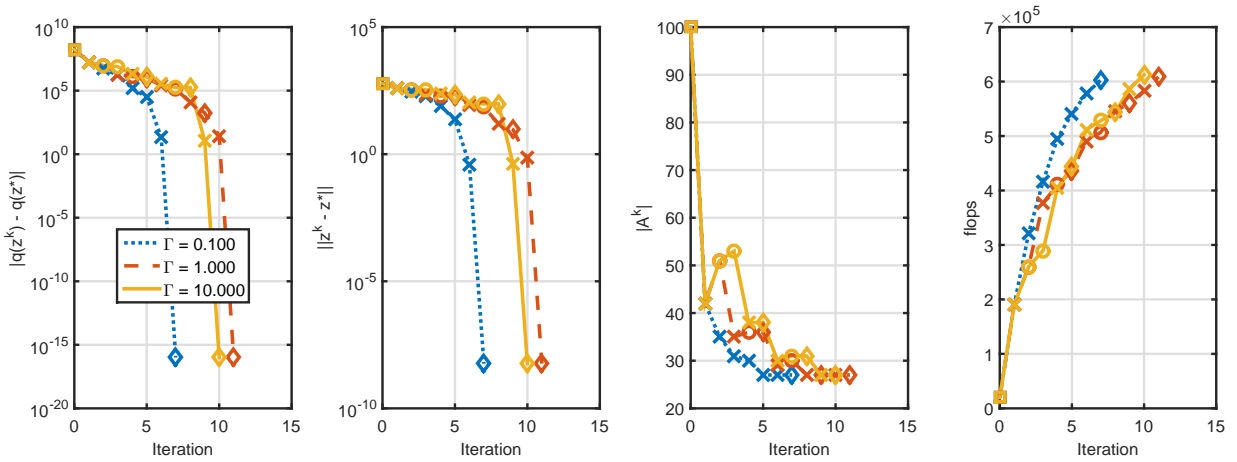 10^10
10^5
10^0
10^-5
10^-10
10^-15
10^-20
0 5 10 15
Iteration
|q(z^k) - q(z*)|
Γ = 0.100
Γ = 1.000
Γ = 10.000
10^5
10^0
10^-5
10^-10
0 5 10 15
Iteration
||z^k - z*||
100
90
80
70
60
50
40
30
20
0 5 10 15
Iteration
|A^k|
×10^5
7
6
5
4
3
2
1
0
0 5 10 15
Iteration
flops